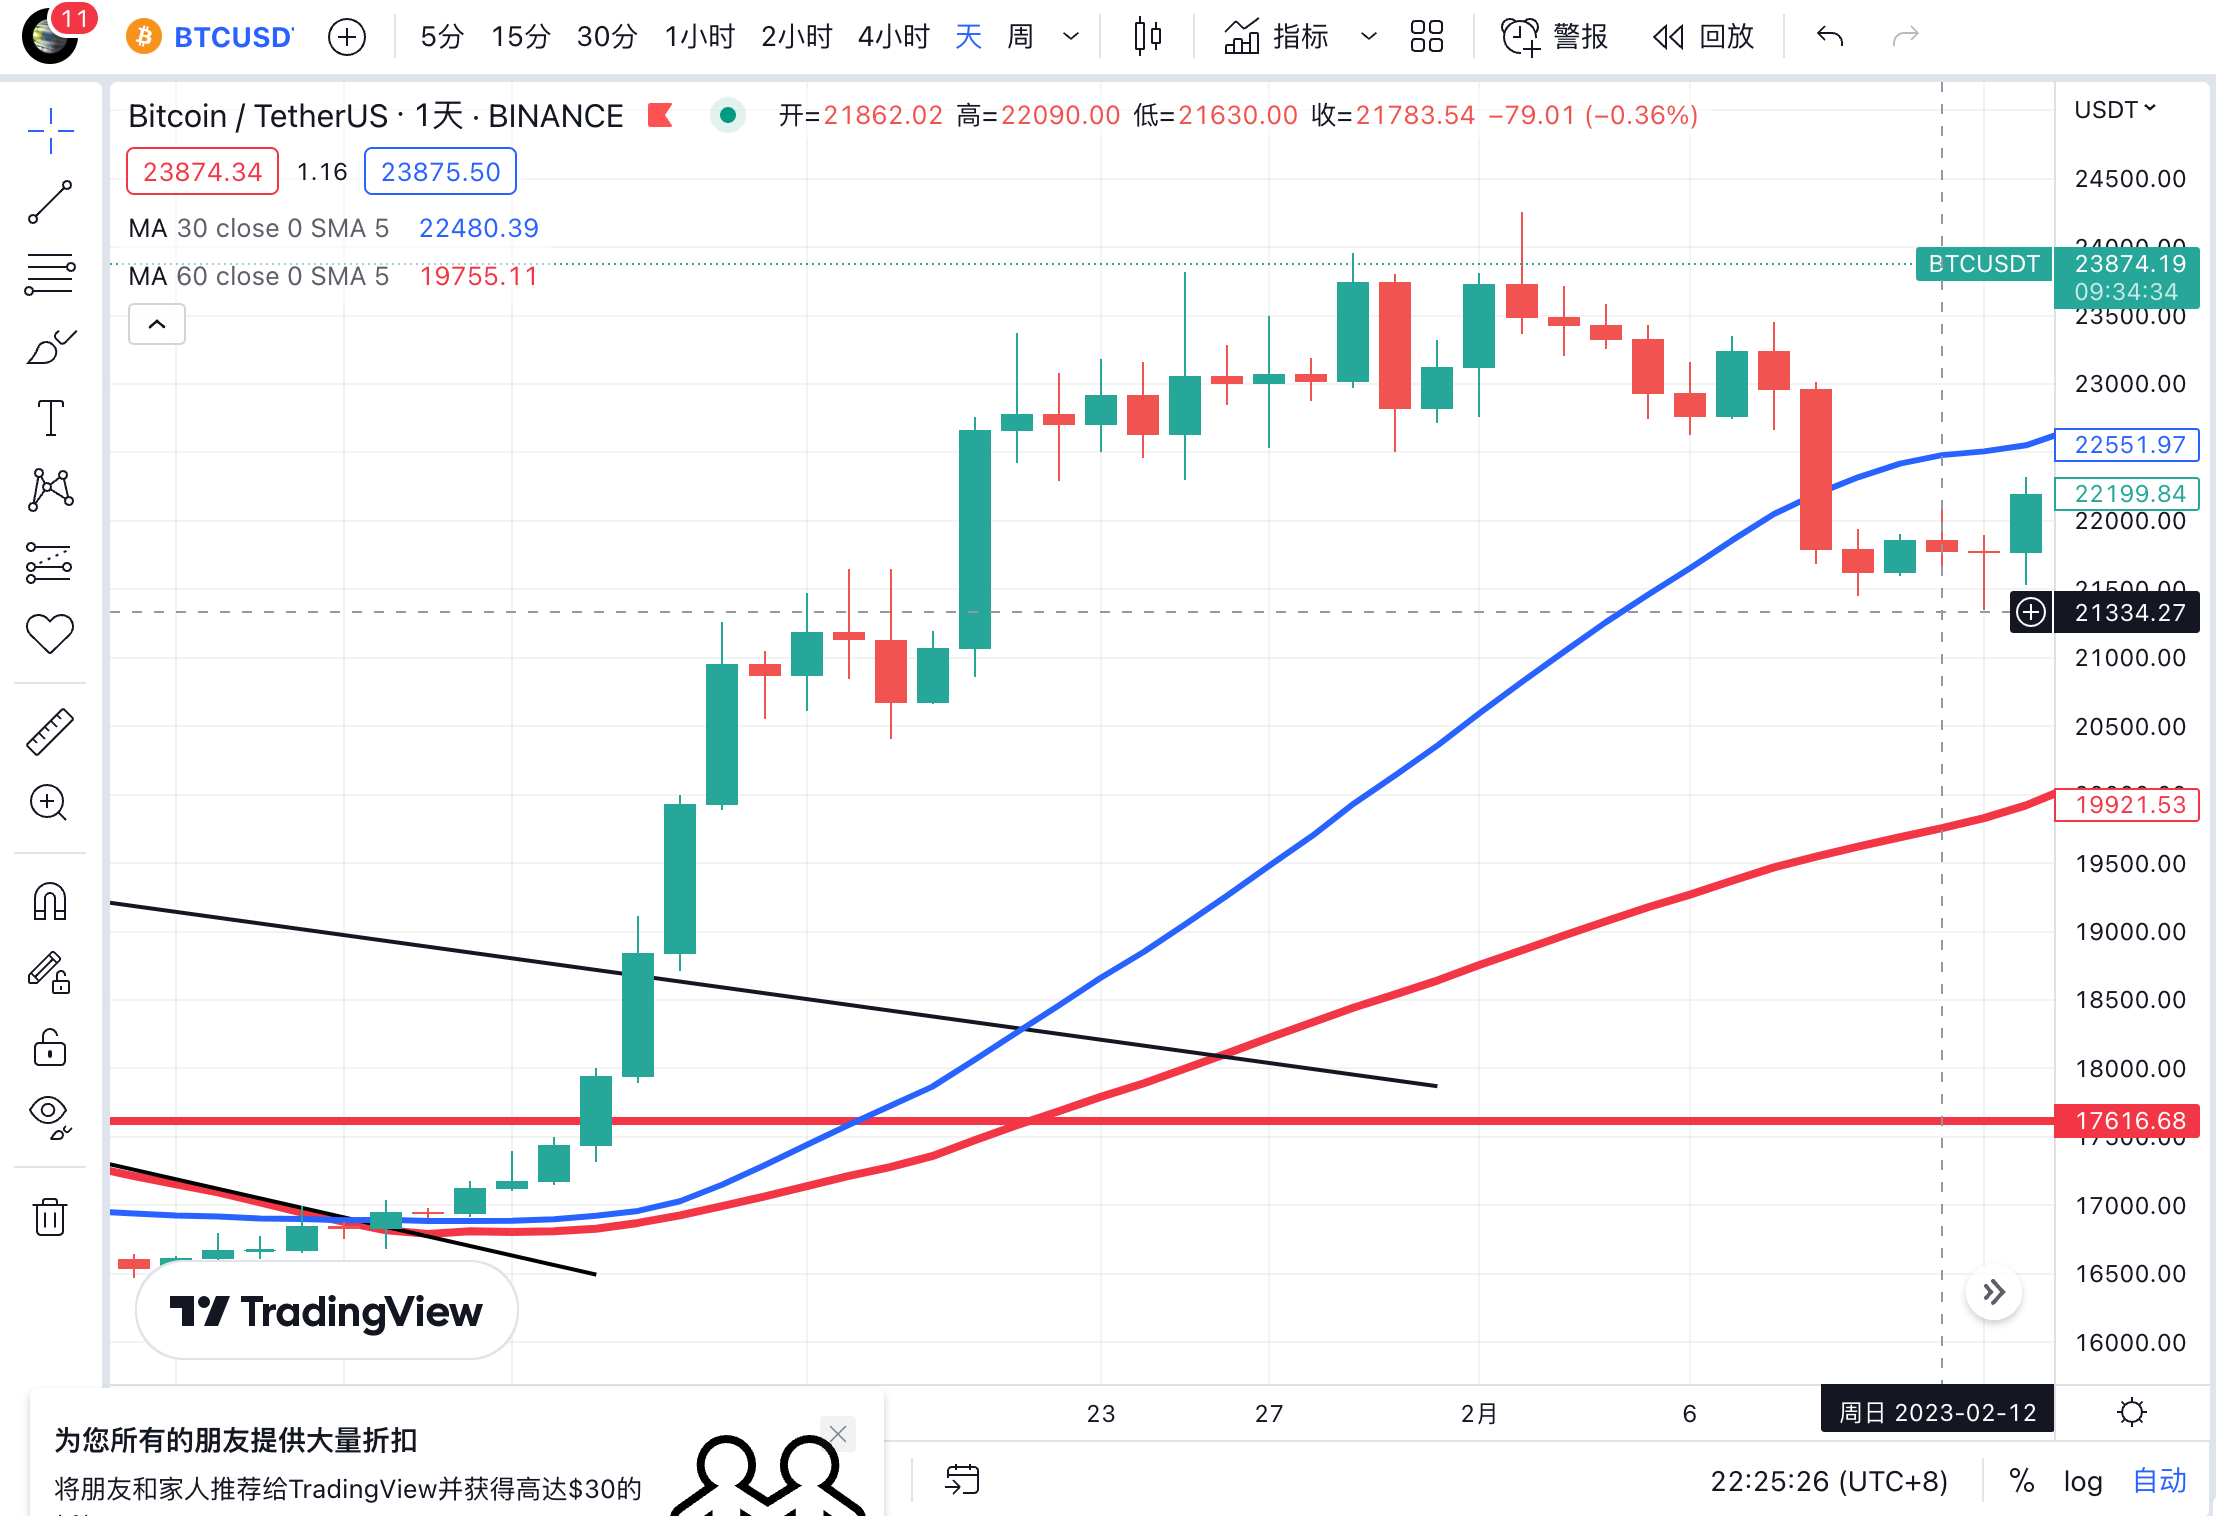 11
BTCUSD
5分 15分 30分 1小时 2小时 4小时 天 周 指标 警报 回放
Bitcoin / TetherUS · 1天 · BINANCE 开=21862.02 高=22090.00 低=21630.00 收=21783.54 −79.01 (−0.36%)
USDT
23874.34 1.16 23875.50
MA 30 close 0 SMA 5 22480.39
MA 60 close 0 SMA 5 19755.11
24500.00
24000.00
BTCUSDT 23874.19
09:34:34
23500.00
23000.00
22551.97
22199.84
22000.00
21500.00
21334.27
21000.00
20500.00
19921.53
19500.00
19000.00
18500.00
18000.00
17616.68
17500.00
17000.00
16500.00
16000.00
TradingView
23 27 2月 6 周日 2023-02-12
为您所有的朋友提供大量折扣
将朋友和家人推荐给TradingView并获得高达$30的
22:25:26 (UTC+8) % log 自动